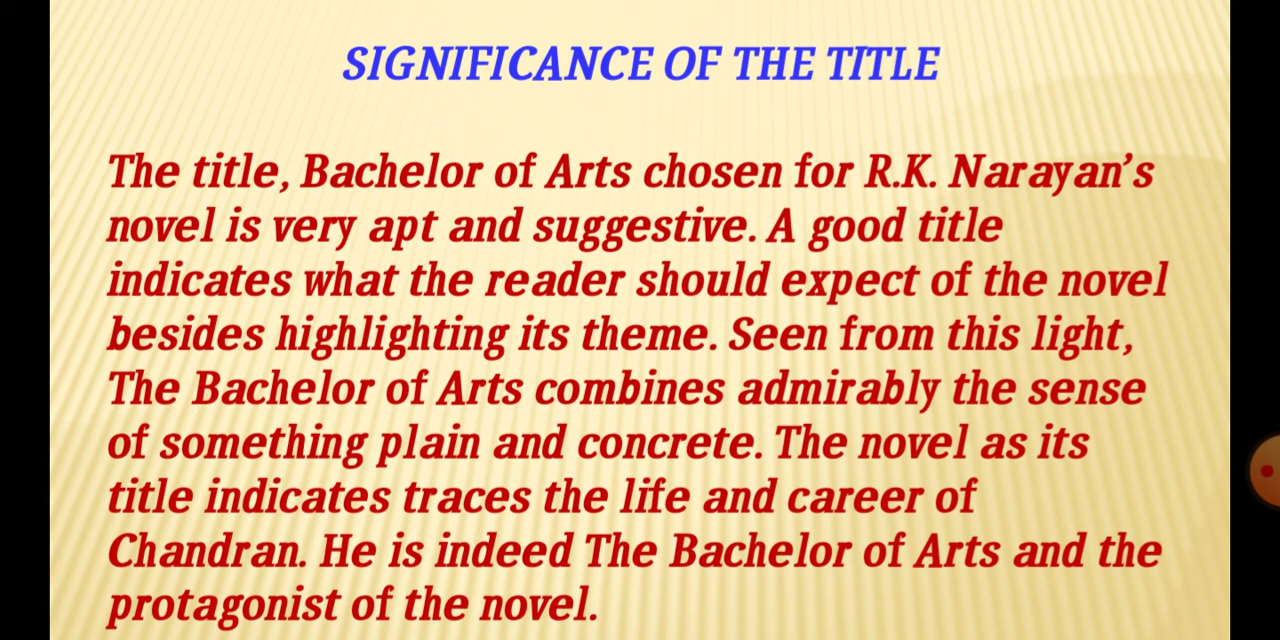 SIGNIFICANCE OF THE TITLE
The title, Bachelor of Arts chosen for R.K. Narayan’s
novel is very apt and suggestive. A good title
indicates what the reader should expect of the novel
besides highlighting its theme. Seen from this light,
The Bachelor of Arts combines admirably the sense
of something plain and concrete. The novel as its
title indicates traces the life and career of
Chandran. He is indeed The Bachelor of Arts and the
protagonist of the novel.